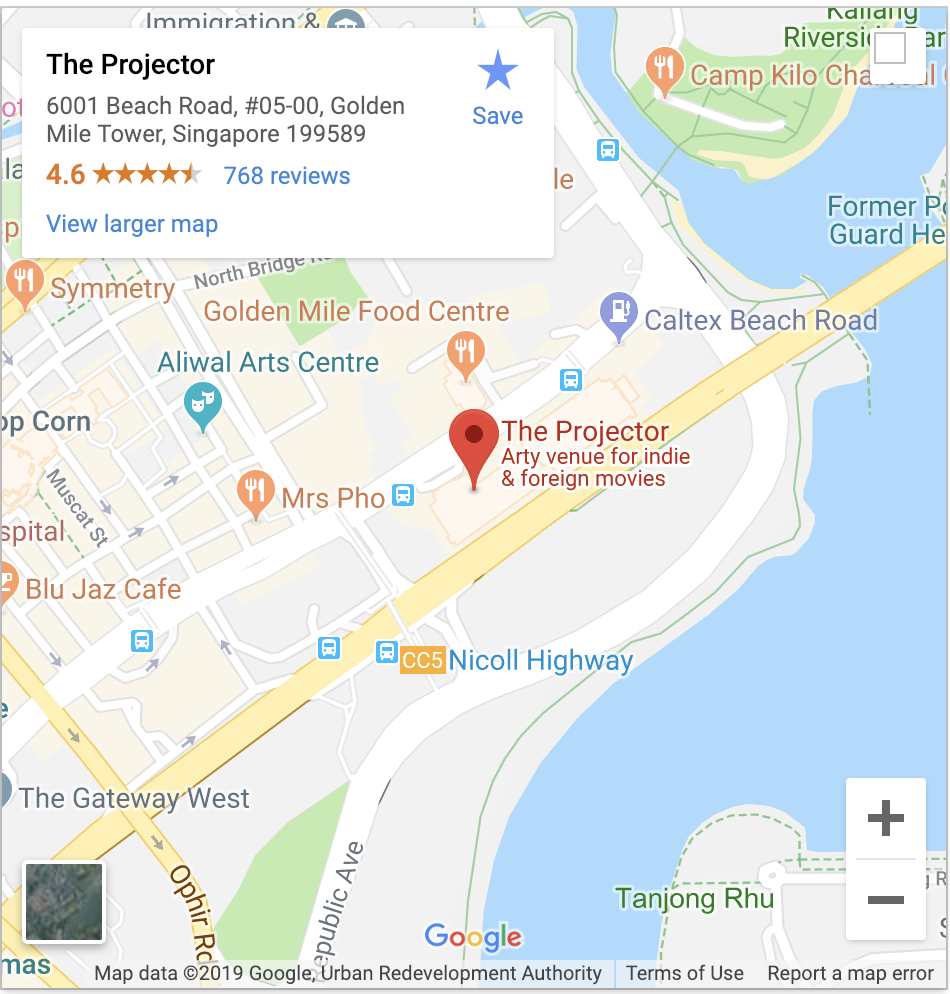 Immigration &
Kallang
Riverside Par
The Projector
6001 Beach Road, #05-00, Golden
Mile Tower, Singapore 199589
Save
4.6
768 reviews
View larger map
Camp Kilo Charcoal C
le
Former Po
Guard He
North Bridge R
Symmetry
Golden Mile Food Centre
Caltex Beach Road
Aliwal Arts Centre
op Corn
The Projector
Arty venue for indie
& foreign movies
Muscat St
Mrs Pho
spital
Blu Jaz Cafe
CC5 Nicoll Highway
e
The Gateway West
Ophir Rd
epublic Ave
Tanjong Rhu
Google
mas
Map data ©2019 Google, Urban Redevelopment Authority
Terms of Use
Report a map error